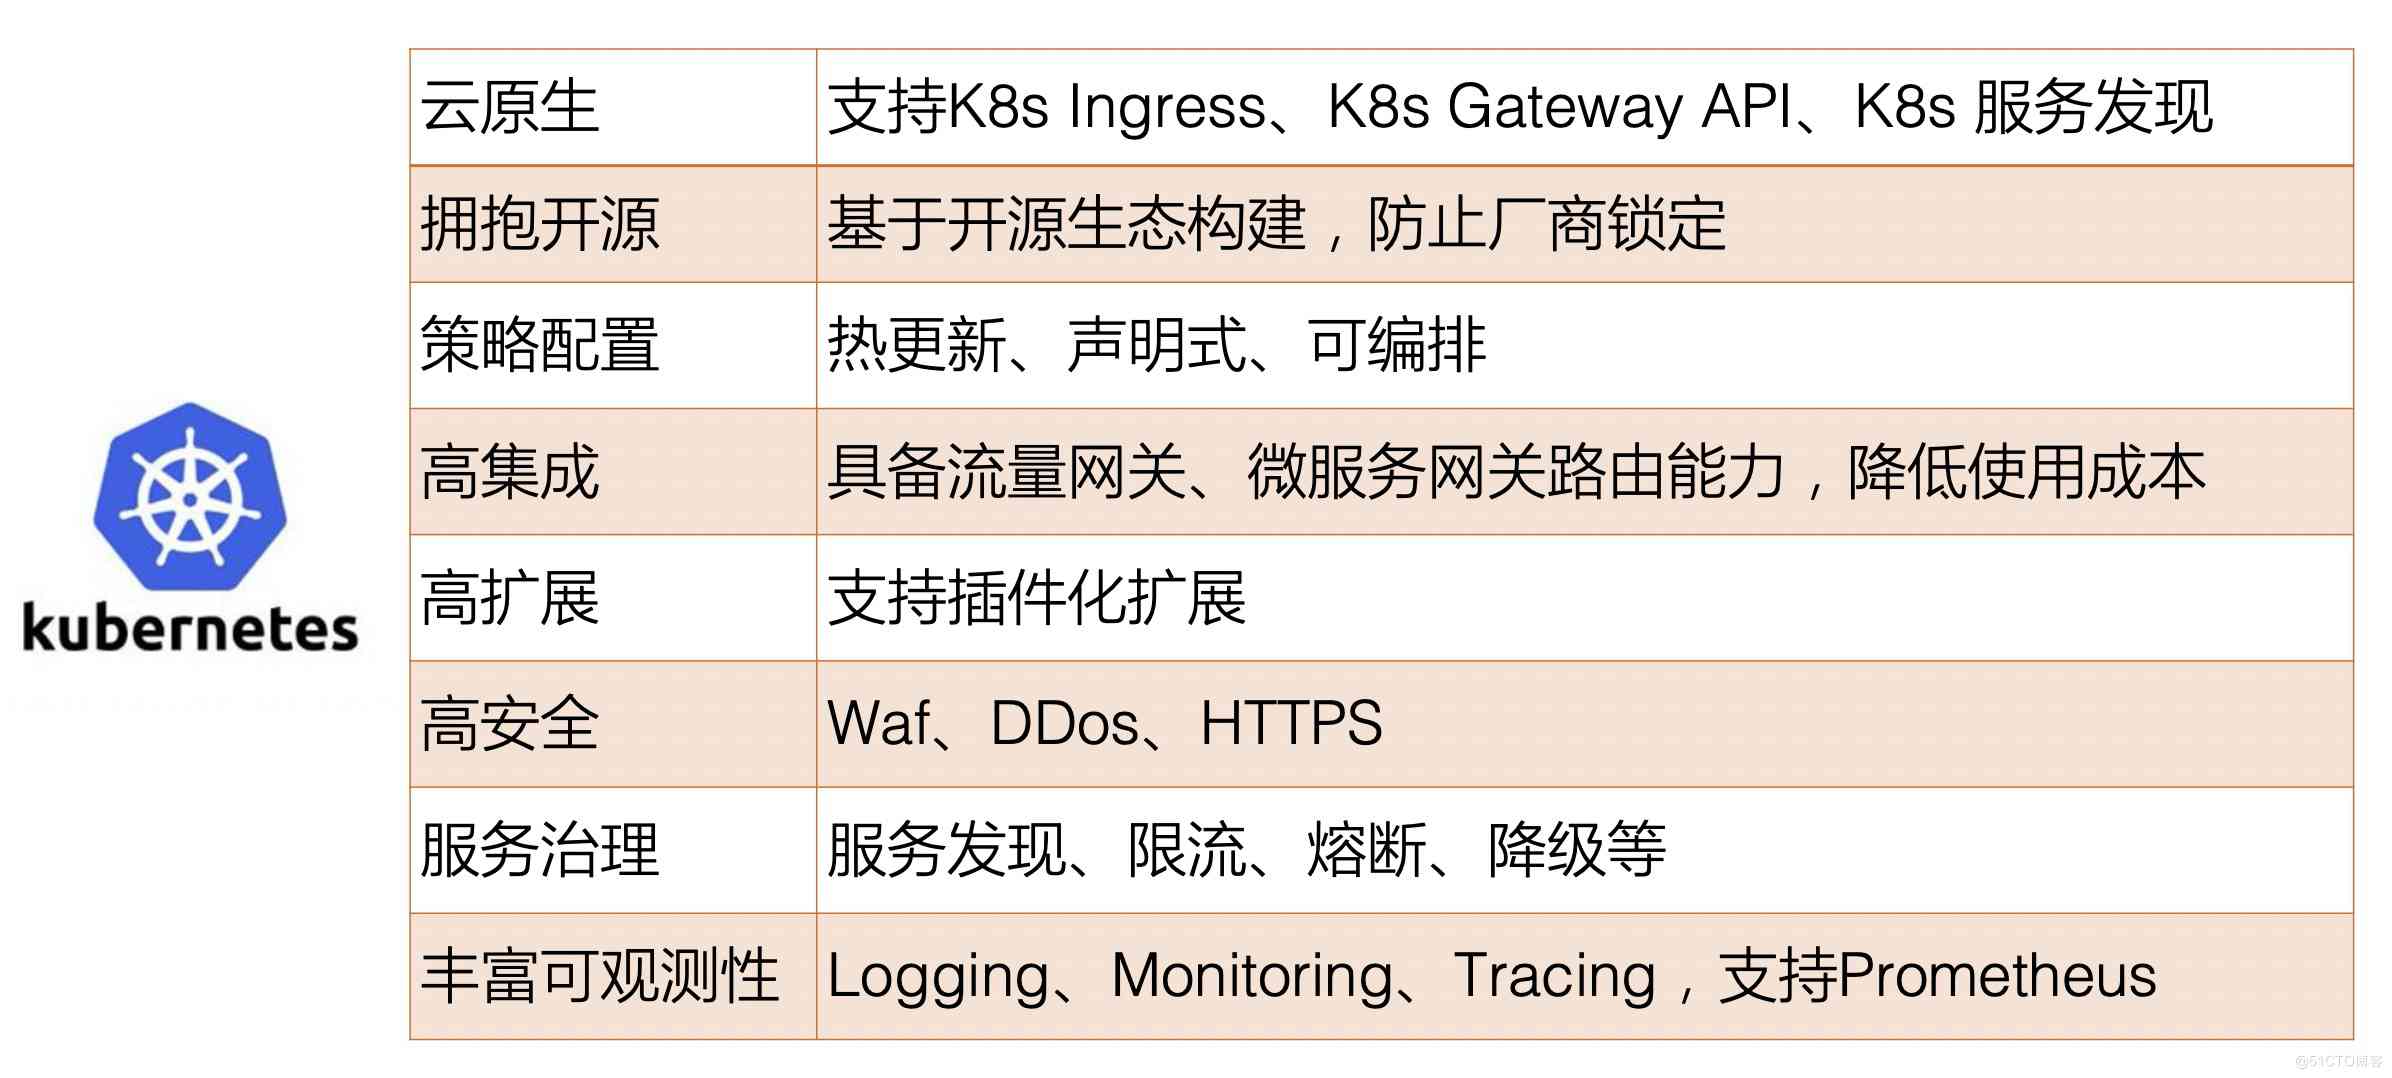 云原生 支持K8s Ingress、K8s Gateway API、K8s 服务发现
拥抱开源 基于开源生态构建，防止厂商锁定
策略配置 热更新、声明式、可编排
高集成 具备流量网关、微服务网关路由能力，降低使用成本
高扩展 支持插件化扩展
高安全 Waf、DDos、HTTPS
服务治理 服务发现、限流、熔断、降级等
丰富可观测性 Logging、Monitoring、Tracing，支持Prometheus
kubernetes
@51CTO博客